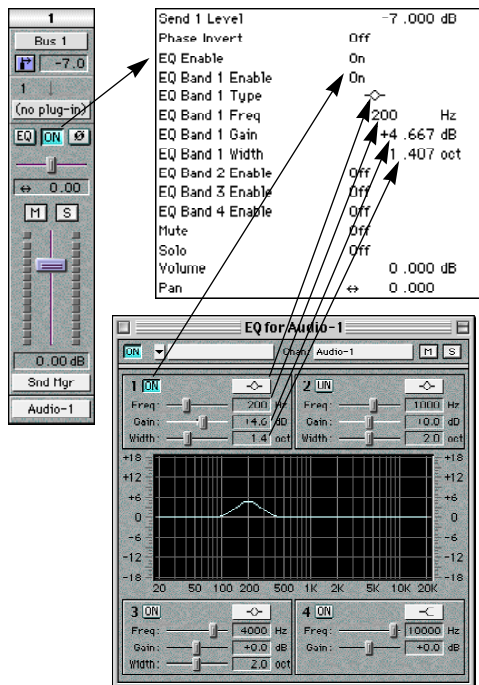 1
Bus 1
-7.0
1
(no plug-in)
EQ ON Ø
↔ 0.00
M S
0.00 dB
Snd Mgr
Audio-1
Send 1 Level -7 .000 dB
Phase Invert Off
EQ Enable On
EQ Band 1 Enable On
EQ Band 1 Type
EQ Band 1 Freq 200 Hz
EQ Band 1 Gain +4 .667 dB
EQ Band 1 Width 1 .407 oct
EQ Band 2 Enable Off
EQ Band 3 Enable Off
EQ Band 4 Enable Off
Mute Off
Solo Off
Volume 0 .000 dB
Pan ↔ 0 .000
EQ for Audio-1
ON Chan: Audio-1 M S
1 ON
Freq: 200 Hz
Gain: +4.6 dB
Width: 1.4 oct
2 ON
Freq: 1000 Hz
Gain: +0.0 dB
Width: 2.0 oct
+18 +18
+12 +12
+6 +6
0 0
-6 -6
-12 -12
-18 -18
20 50 100 200 500 1K 2K 5K 10K 20K
3 ON
Freq: 4000 Hz
Gain: +0.0 dB
Width: 2.0 oct
4 ON
Freq: 10000 Hz
Gain: +0.0 dB